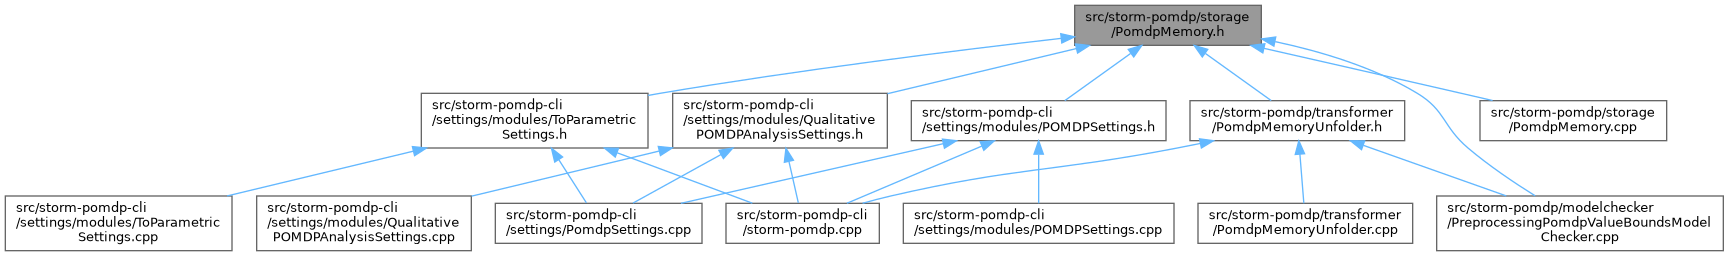 src/storm-pomdp/storage
/PomdpMemory.h
src/storm-pomdp-cli
/settings/modules/ToParametric
Settings.h
src/storm-pomdp-cli
/settings/modules/Qualitative
POMDPAnalysisSettings.h
src/storm-pomdp-cli
/settings/modules/POMDPSettings.h
src/storm-pomdp/transformer
/PomdpMemoryUnfolder.h
src/storm-pomdp/storage
/PomdpMemory.cpp
src/storm-pomdp-cli
/settings/modules/ToParametric
Settings.cpp
src/storm-pomdp-cli
/settings/modules/Qualitative
POMDPAnalysisSettings.cpp
src/storm-pomdp-cli
/settings/PomdpSettings.cpp
src/storm-pomdp-cli
/storm-pomdp.cpp
src/storm-pomdp-cli
/settings/modules/POMDPSettings.cpp
src/storm-pomdp/transformer
/PomdpMemoryUnfolder.cpp
src/storm-pomdp/modelchecker
/PreprocessingPomdpValueBoundsModel
Checker.cpp